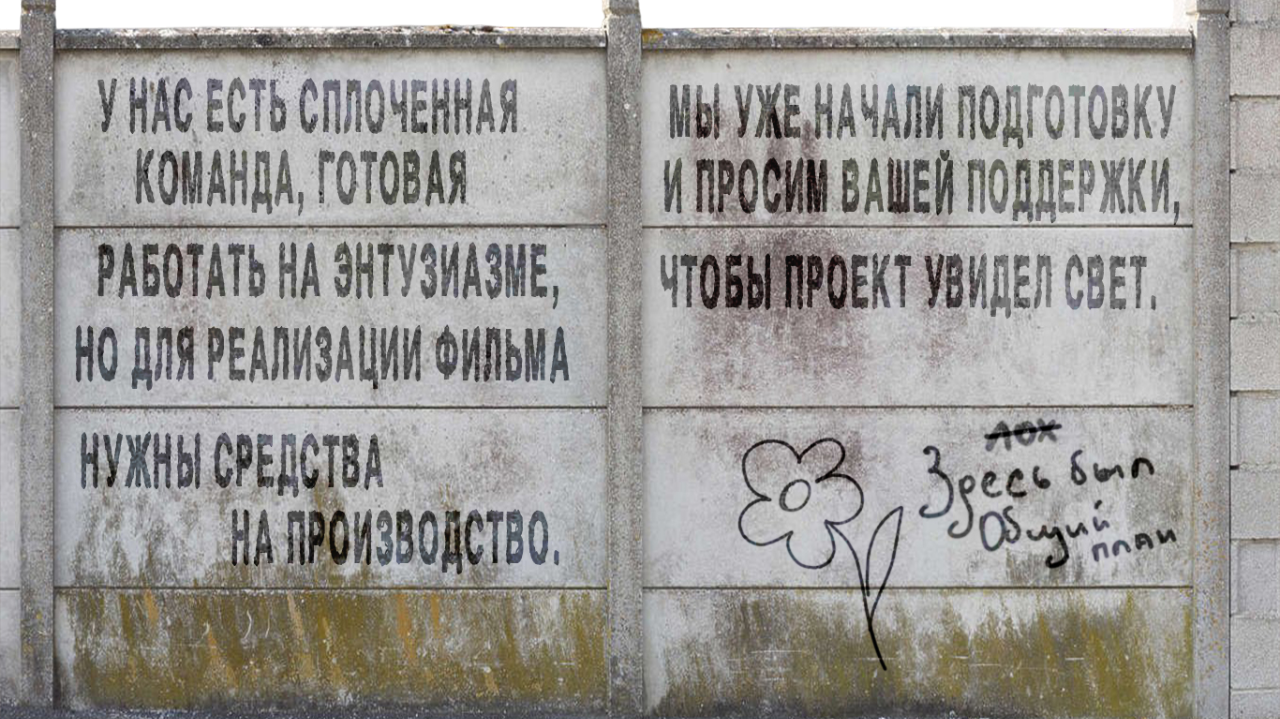 У НАС ЕСТЬ СПЛОЧЕННАЯ
КОМАНДА, ГОТОВАЯ
РАБОТАТЬ НА ЭНТУЗИАЗМЕ,
НО ДЛЯ РЕАЛИЗАЦИИ ФИЛЬМА
НУЖНЫ СРЕДСТВА
НА ПРОИЗВОДСТВО.
МЫ УЖЕ НАЧАЛИ ПОДГОТОВКУ
И ПРОСИМ ВАШЕЙ ПОДДЕРЖКИ,
ЧТОБЫ ПРОЕКТ УВИДЕЛ СВЕТ.
ЛОХ
Здесь был
Общий
план